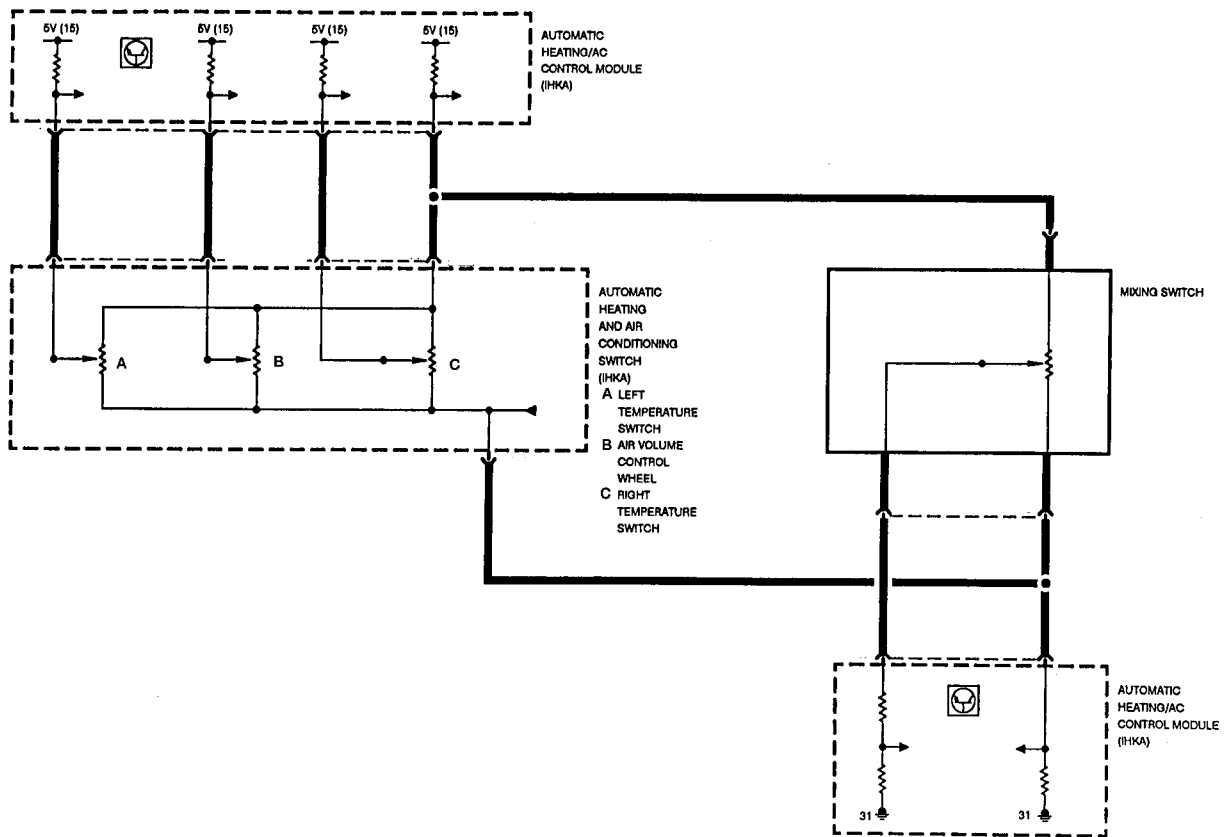 5V (15) 5V (15) 5V (15) 5V (15)
AUTOMATIC
HEATING/AC
CONTROL MODULE
(IHKA)
AUTOMATIC
HEATING
AND AIR
CONDITIONING
SWITCH
(IHKA)
A LEFT
TEMPERATURE
SWITCH
B AIR VOLUME
CONTROL
WHEEL
C RIGHT
TEMPERATURE
SWITCH
MIXING SWITCH
A B C
AUTOMATIC
HEATING/AC
CONTROL MODULE
(IHKA)
31 31